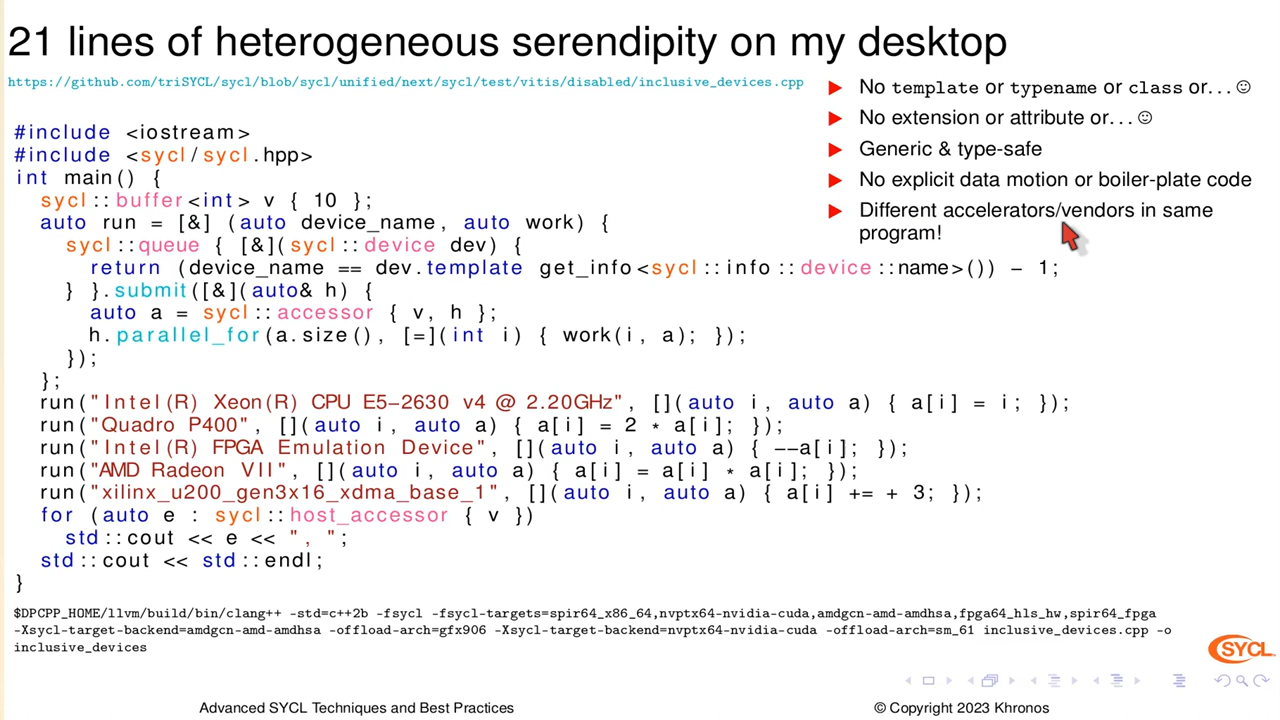 21 lines of heterogeneous serendipity on my desktop
https://github.com/triSYCL/sycl/blob/sycl/unified/next/sycl/test/vitis/disabled/inclusive_devices.cpp
▶ No template or typename or class or...☺
▶ No extension or attribute or...☺
▶ Generic & type-safe
▶ No explicit data motion or boiler-plate code
▶ Different accelerators/vendors in same
program!
#include <iostream>
#include <sycl/sycl.hpp>
int main() {
  sycl::buffer<int> v { 10 };
  auto run = [&] (auto device_name, auto work) {
    sycl::queue { [&](sycl::device dev) {
      return (device_name == dev.template get_info<sycl::info::device::name>()) − 1;
    } }.submit([&](auto& h) {
      auto a = sycl::accessor { v, h };
      h.parallel_for(a.size(), [=](int i) { work(i, a); });
    });
  };
  run("Intel(R) Xeon(R) CPU E5−2630 v4 @ 2.20GHz", [](auto i, auto a) { a[i] = i; });
  run("Quadro P400", [](auto i, auto a) { a[i] = 2 * a[i]; });
  run("Intel(R) FPGA Emulation Device", [](auto i, auto a) { −−a[i]; });
  run("AMD Radeon VII", [](auto i, auto a) { a[i] = a[i] * a[i]; });
  run("xilinx_u200_gen3x16_xdma_base_1", [](auto i, auto a) { a[i] += + 3; });
  for (auto e : sycl::host_accessor { v })
    std::cout << e << ", ";
  std::cout << std::endl;
}
$DPCPP_HOME/llvm/build/bin/clang++ -std=c++2b -fsycl -fsycl-targets=spir64_x86_64,nvptx64-nvidia-cuda,amdgcn-amd-amdhsa,fpga64_hls_hw,spir64_fpga
-Xsycl-target-backend=amdgcn-amd-amdhsa -offload-arch=gfx906 -Xsycl-target-backend=nvptx64-nvidia-cuda -offload-arch=sm_61 inclusive_devices.cpp -o
inclusive_devices
SYCL
Advanced SYCL Techniques and Best Practices
© Copyright 2023 Khronos